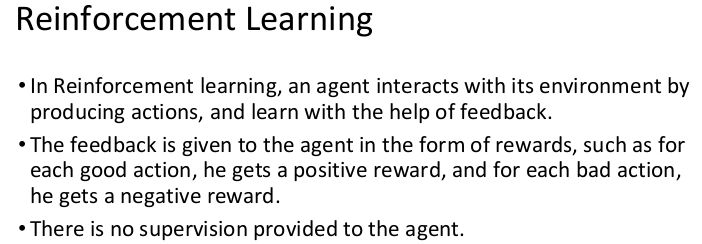 Reinforcement Learning
• In Reinforcement learning, an agent interacts with its environment by
producing actions, and learn with the help of feedback.
• The feedback is given to the agent in the form of rewards, such as for
each good action, he gets a positive reward, and for each bad action,
he gets a negative reward.
• There is no supervision provided to the agent.